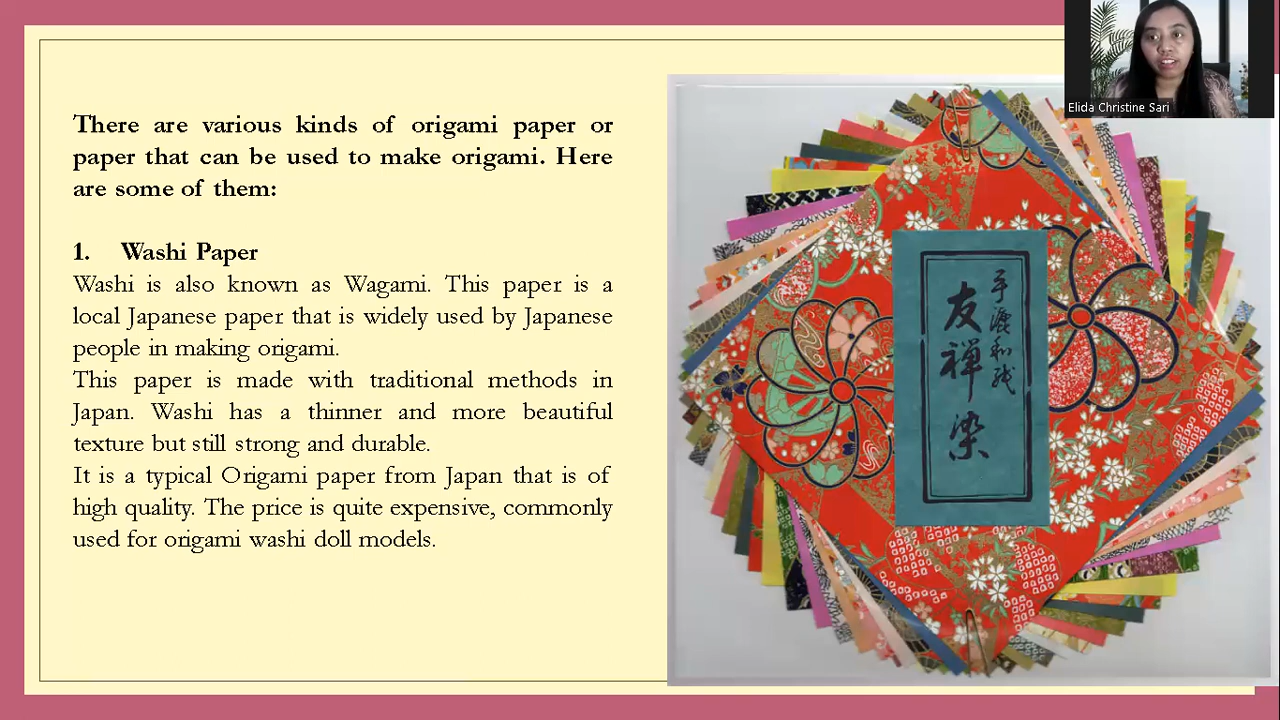 There are various kinds of origami paper or
paper that can be used to make origami. Here
are some of them:
1. Washi Paper
Washi is also known as Wagami. This paper is a
local Japanese paper that is widely used by Japanese
people in making origami.
This paper is made with traditional methods in
Japan. Washi has a thinner and more beautiful
texture but still strong and durable.
It is a typical Origami paper from Japan that is of
high quality. The price is quite expensive, commonly
used for origami washi doll models.
手漉和紙
友禅染
Elida Christine Sari